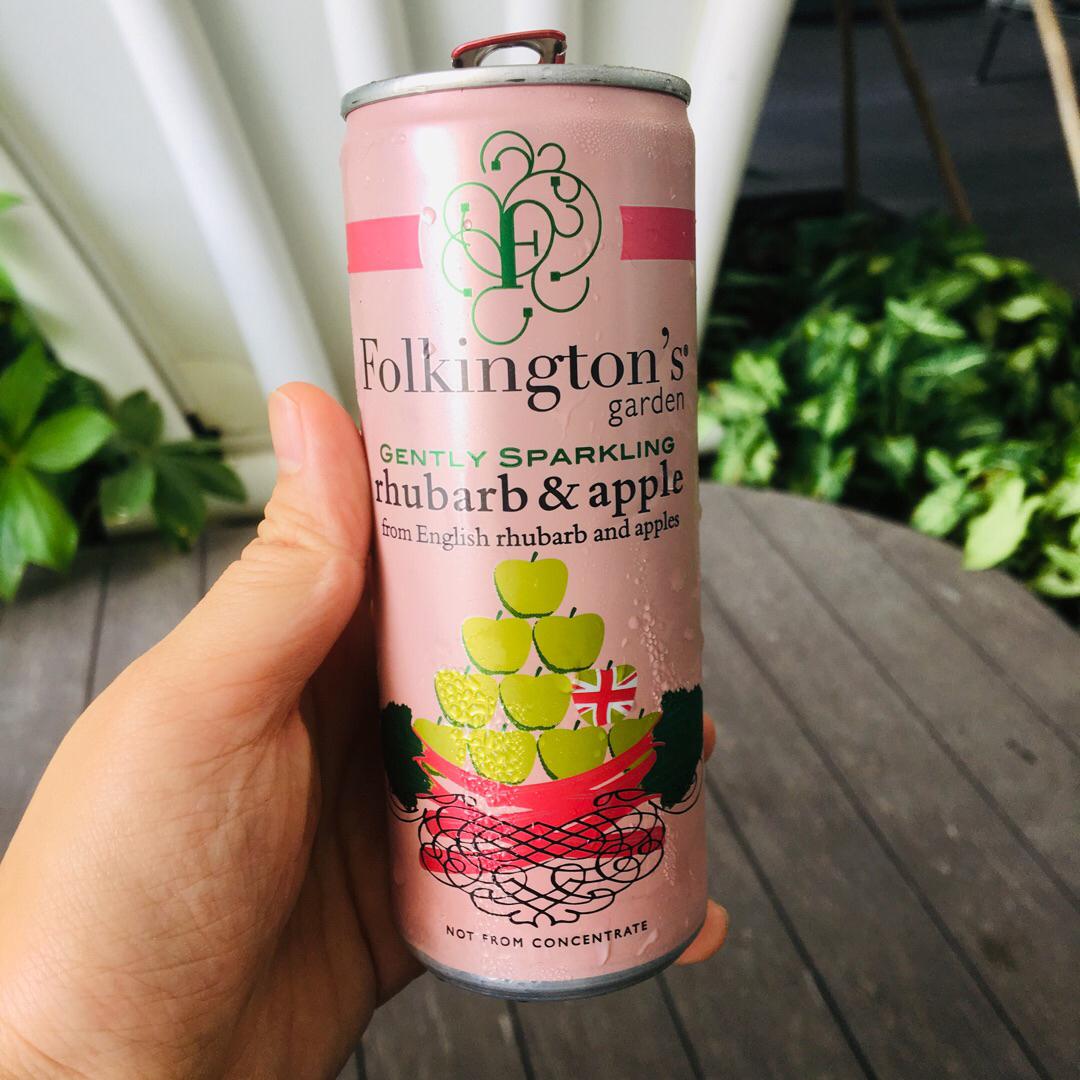 F
Folkington's®
garden
GENTLY SPARKLING
rhubarb & apple
from English rhubarb and apples
NOT FROM CONCENTRATE